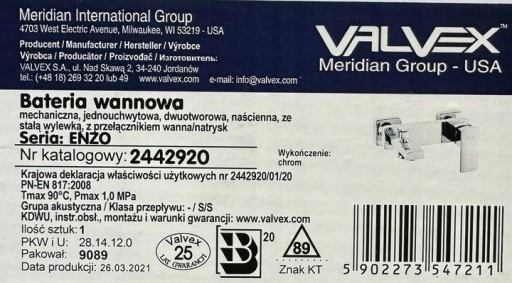 Meridian International Group
4703 West Electric Avenue, Milwaukee, WI 53219 - USA
Producent / Manufacturer / Hersteller / Výrobce
Výrobca / Producător / Proizvođač / Изготовитель:
VALVEX S.A., ul. Nad Skawą 2, 34-240 Jordanów
tel.: (+48 18) 269 32 20 lub 49 www.valvex.com e-mail: info@valvex.com
VALVEX
Meridian Group - USA
Bateria wannowa
mechaniczna, jednouchwytowa, dwuotworowa, naścienna, ze
stałą wylewką, z przełącznikiem wanna/natrysk
Seria: ENZO
Nr katalogowy: 2442920
Wykończenie:
chrom
Krajowa deklaracja właściwości użytkowych nr 2442920/01/20
PN-EN 817:2008
Tmax 90°C, Pmax 1,0 MPa
Grupa akustyczna / Klasa przepływu: - /S/S
KDWU, instr.obsł., montażu i warunki gwarancji: www.valvex.com
Ilość sztuk: 1
PKW i U: 28.14.12.0
Pakował: 9089
Data produkcji: 26.03.2021
Valvex
25
LAT GWARANCJI
B
20
89
Znak KT
5 902273 547211